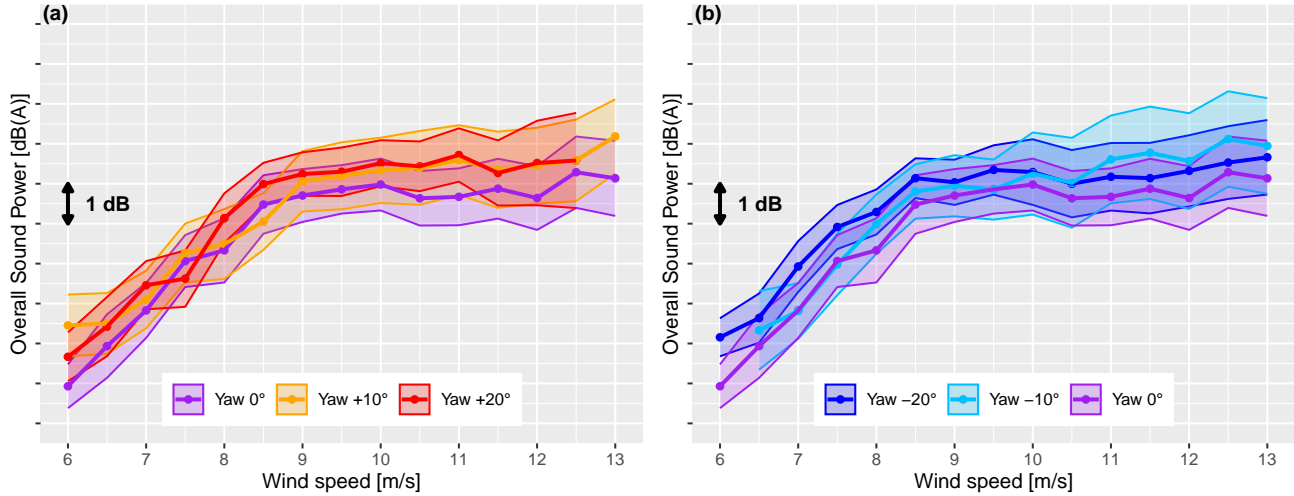 (a)
Overall Sound Power [dB(A)]
1 dB
Yaw 0°
Yaw +10°
Yaw +20°
6 7 8 9 10 11 12 13
Wind speed [m/s]
(b)
Overall Sound Power [dB(A)]
1 dB
Yaw −20°
Yaw −10°
Yaw 0°
6 7 8 9 10 11 12 13
Wind speed [m/s]